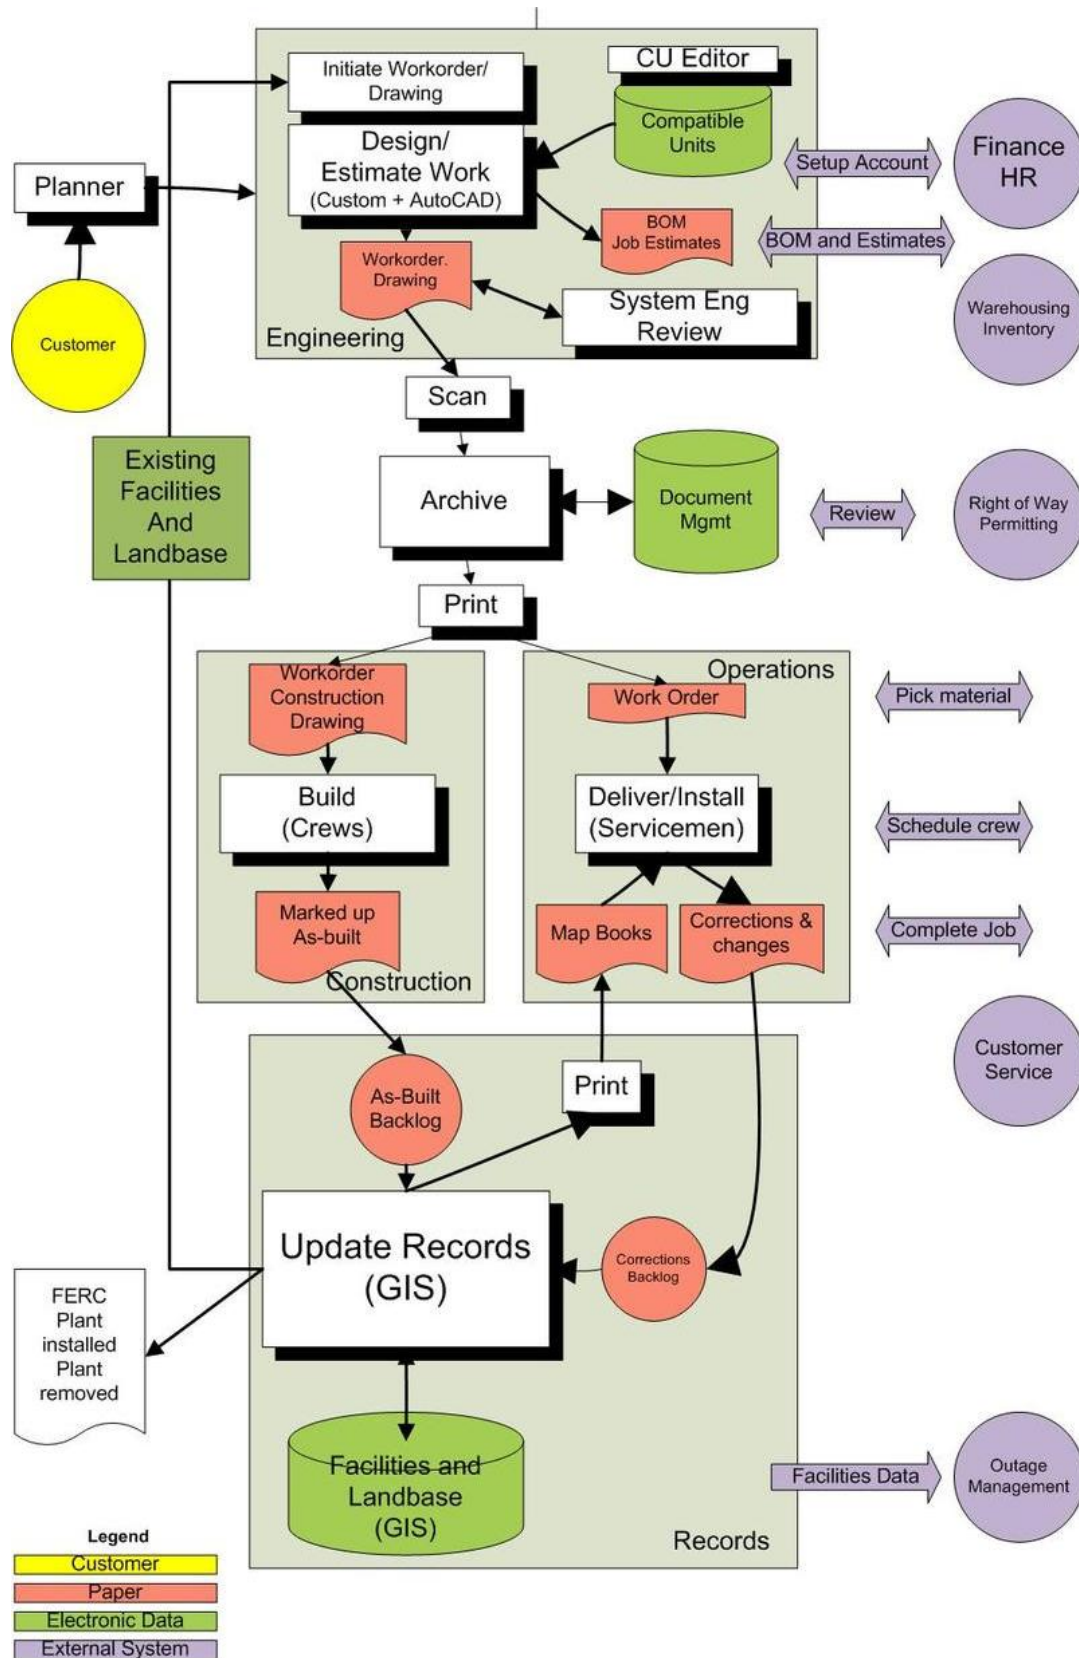 Initiate Workorder/
Drawing
CU Editor
Design/
Estimate Work
(Custom + AutoCAD)
Compatible
Units
Setup Account
Finance
HR
Planner
BOM
Job Estimates
BOM and Estimates
Workorder.
Drawing
System Eng
Review
Engineering
Warehousing
Inventory
Customer
Scan
Existing
Facilities
And
Landbase
Archive
Document
Mgmt
Review
Right of Way
Permitting
Print
Workorder
Construction
Drawing
Operations
Work Order
Pick material
Build
(Crews)
Deliver/Install
(Servicemen)
Schedule crew
Marked up
As-built
Construction
Map Books
Corrections &
changes
Complete Job
Customer
Service
As-Built
Backlog
Print
Update Records
(GIS)
Corrections
Backlog
FERC
Plant
installed
Plant
removed
Facilities and
Landbase
(GIS)
Records
Facilities Data
Outage
Management
Legend
Customer
Paper
Electronic Data
External System